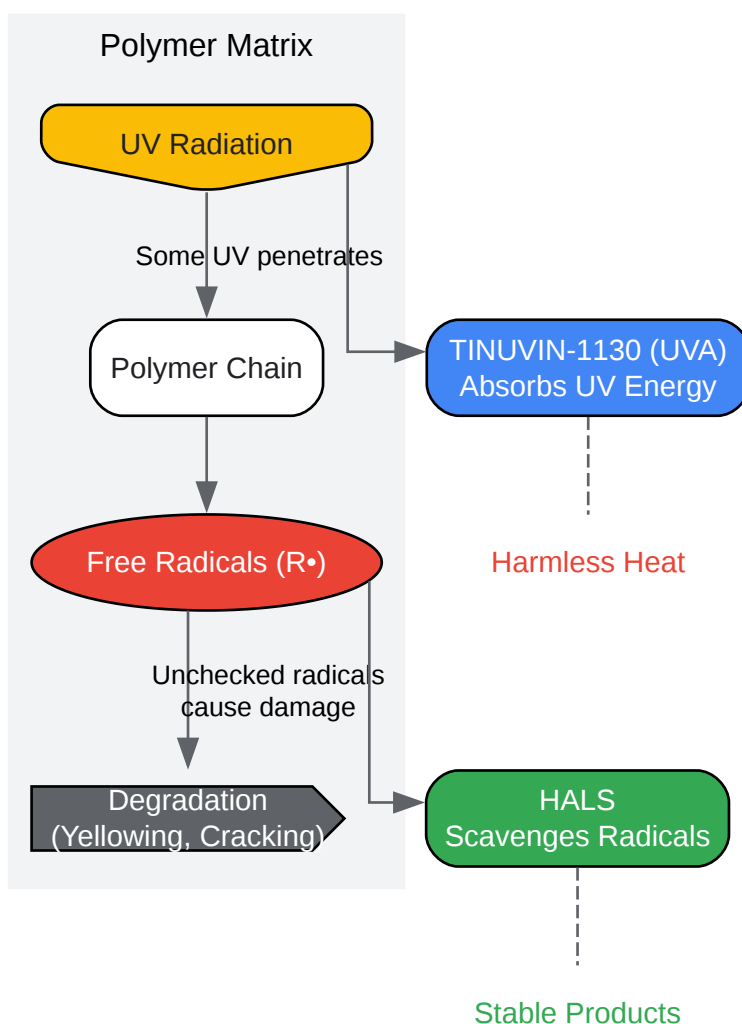 Polymer Matrix
UV Radiation
Some UV penetrates
Polymer Chain
TINUVIN-1130 (UVA)
Absorbs UV Energy
Free Radicals (R•)
Harmless Heat
Unchecked radicals
cause damage
Degradation
(Yellowing, Cracking)
HALS
Scavenges Radicals
Stable Products